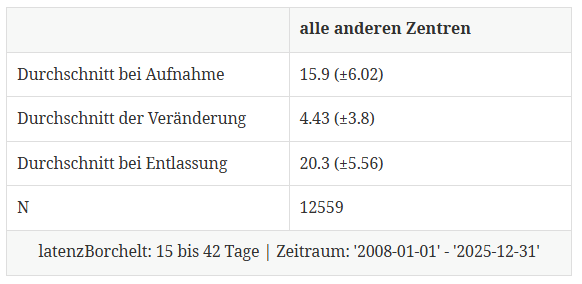 alle anderen Zentren
Durchschnitt bei Aufnahme 15.9 (±6.02)
Durchschnitt der Veränderung 4.43 (±3.8)
Durchschnitt bei Entlassung 20.3 (±5.56)
N 12559
latenzBorchelt: 15 bis 42 Tage | Zeitraum: '2008-01-01' - '2025-12-31'